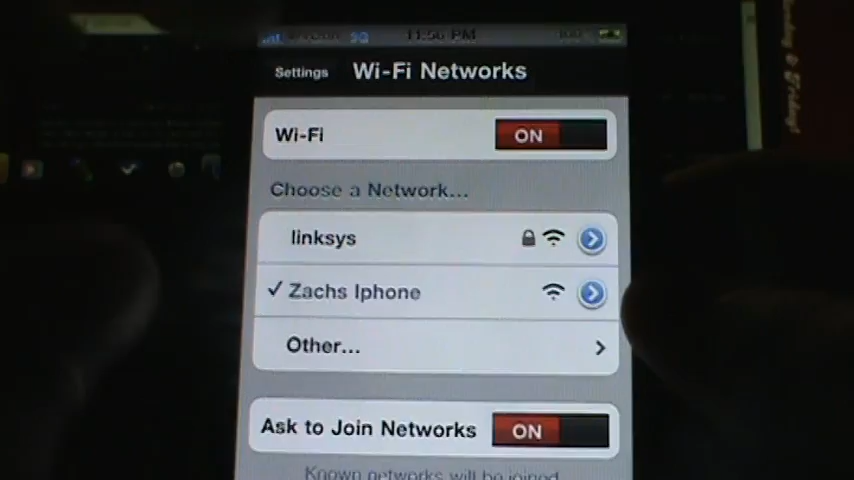 11:56 PM
Settings
Wi-Fi Networks
Wi-Fi ON
Choose a Network...
linksys
✓ Zachs Iphone
Other...
Ask to Join Networks ON
Known networks will be joined